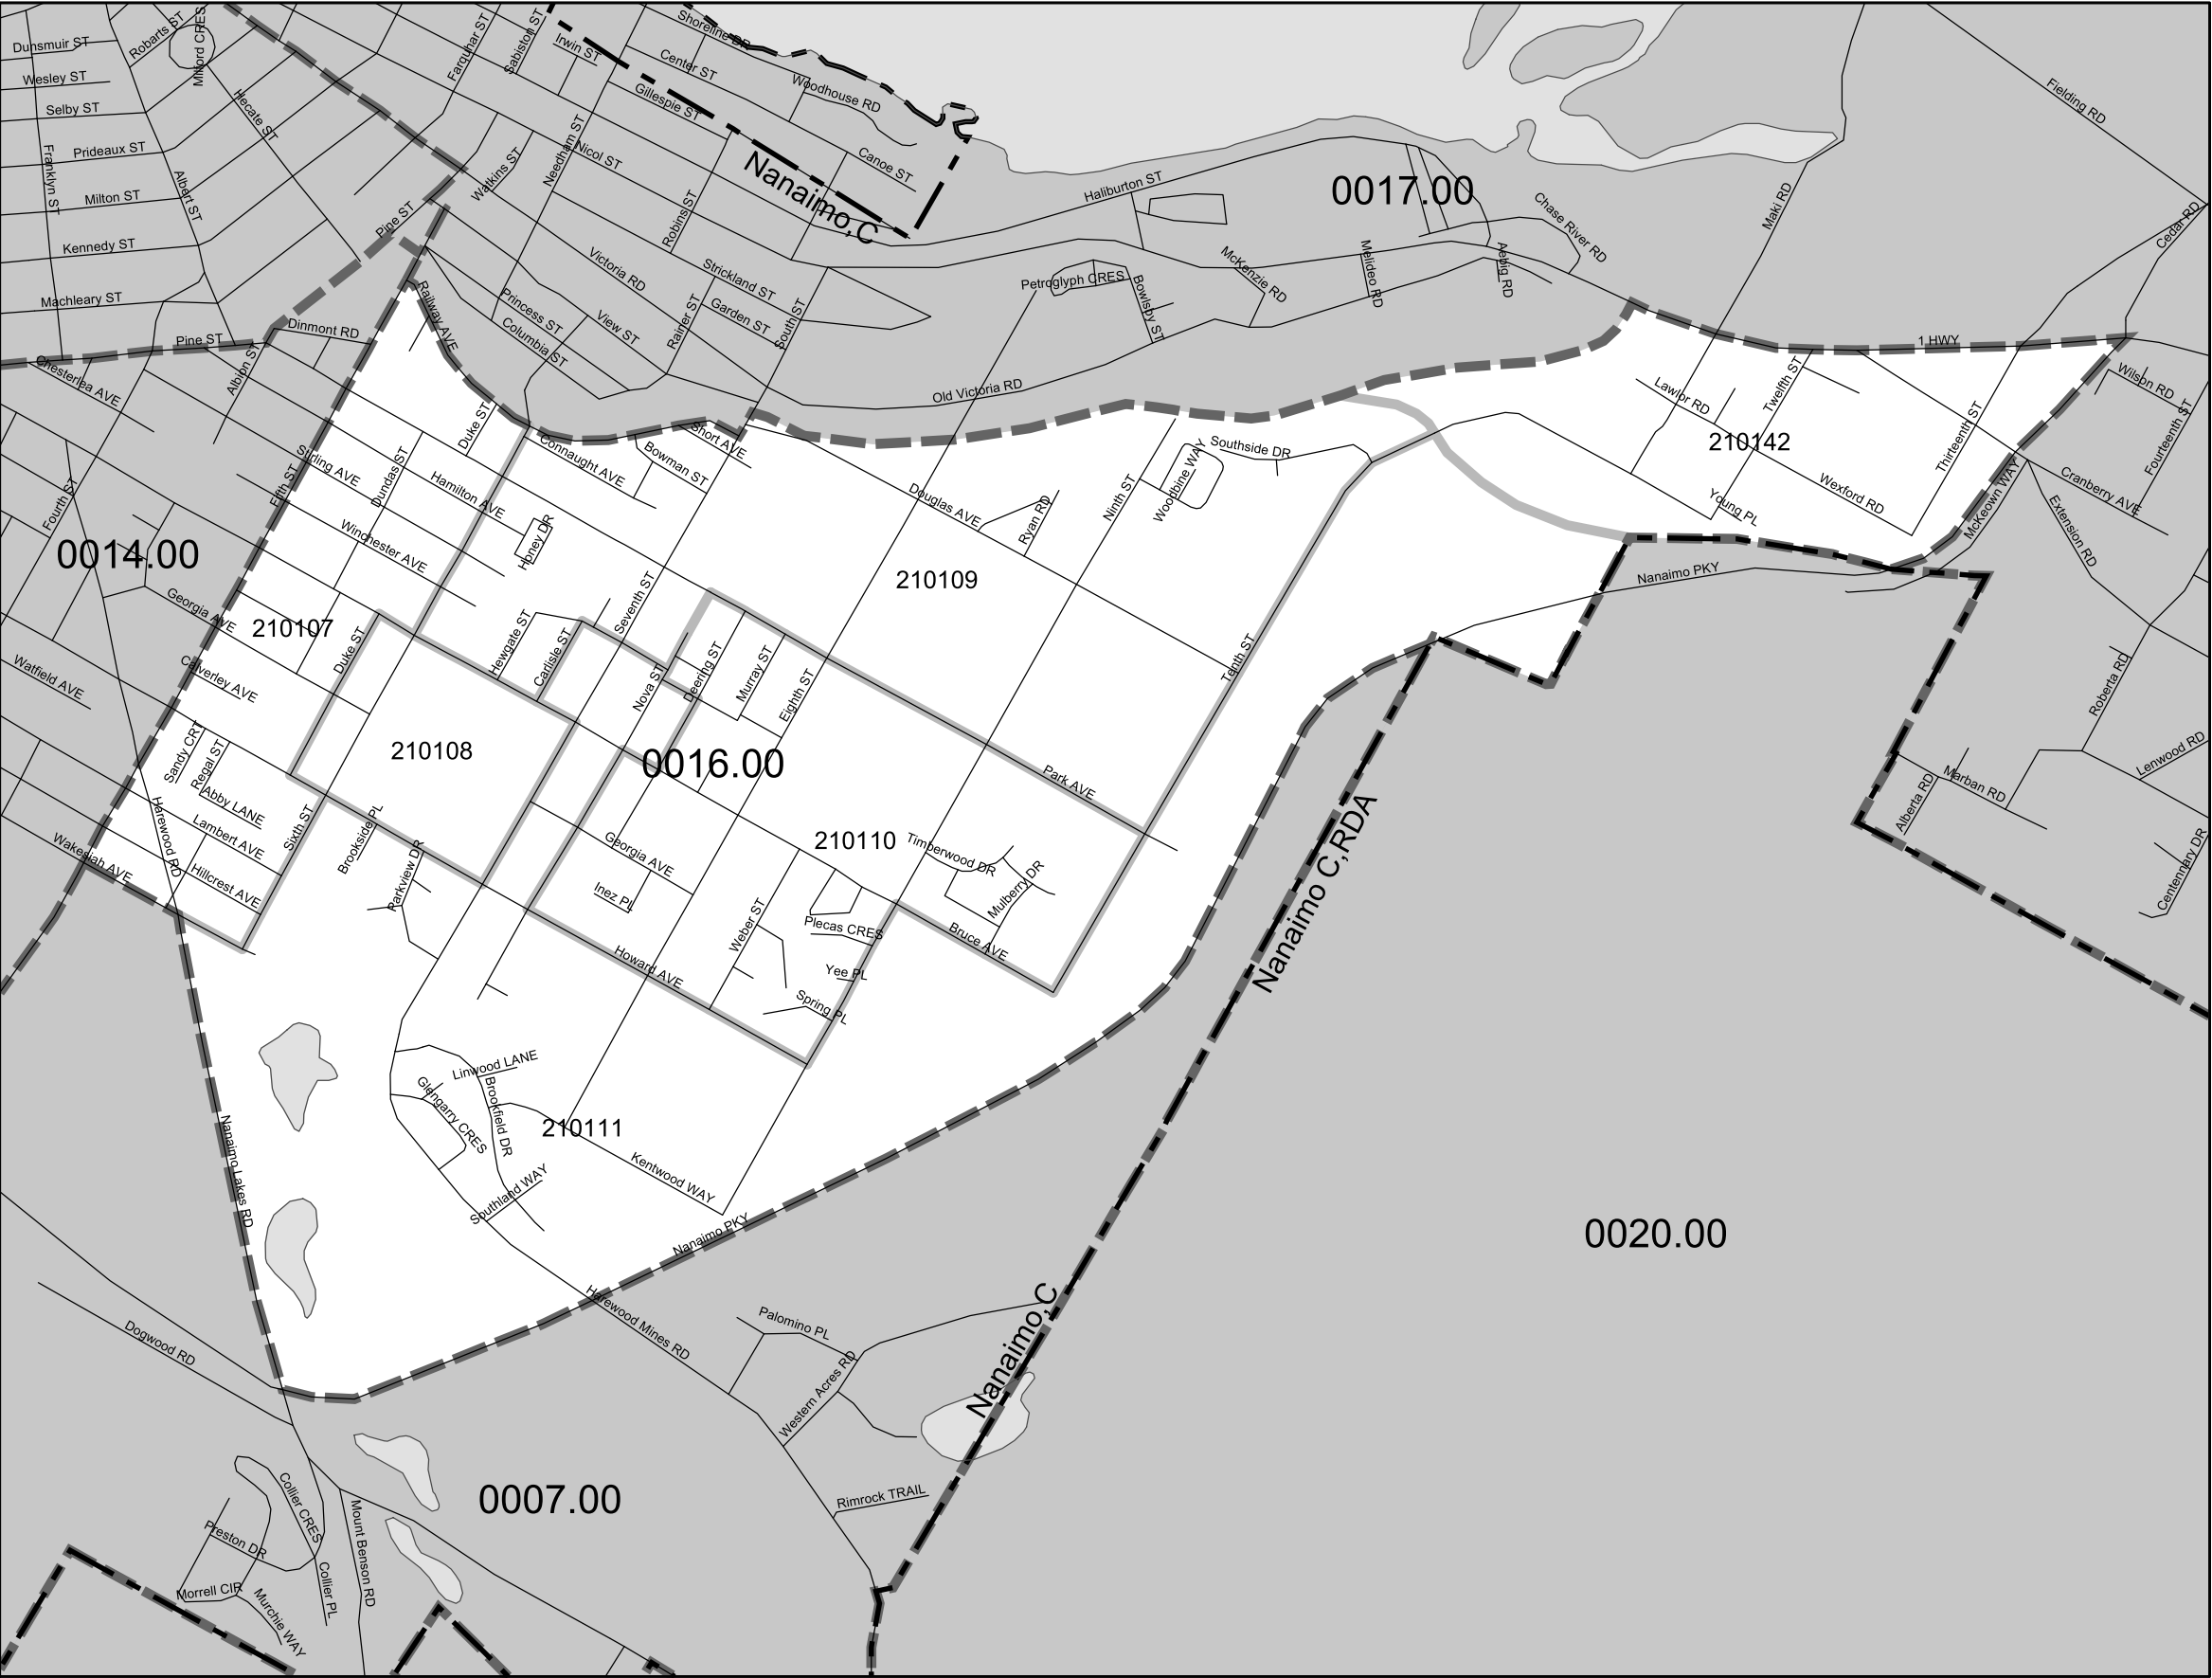 Dunsmuir ST
Robarts ST
Milford CRES
Farquhar ST
Sabiston ST
Irwin ST
Shoreline DR
Center ST
Woodhouse RD
Fielding RD
Wesley ST
Selby ST
Hecate ST
Gillespie ST
Prideaux ST
Franklyn ST
Albert ST
Milton ST
Kennedy ST
Machleary ST
Pine ST
Watkins ST
Needham ST
Nicol ST
Robins ST
Canoe ST
Nanaimo,C
Haliburton ST
0017.00
Chase River RD
Maki RD
Cedar RD
Victoria RD
Strickland ST
Garden ST
Rainer ST
South ST
Princess ST
Columbia ST
View ST
Railway AVE
Petroglyph CRES
Bowlsby ST
McKenzie RD
Melideo RD
Aebig RD
Old Victoria RD
1 HWY
Wilson RD
Fourteenth ST
Dinmont RD
Pine ST
Chesterlea AVE
Albion ST
Fourth ST
Fifth ST
Stirling AVE
Dundas ST
Duke ST
Hamilton AVE
Winchester AVE
Connaught AVE
Bowman ST
Short AVE
Honey DR
Douglas AVE
Ryan RD
Ninth ST
Woodbine WAY
Southside DR
Lawlor RD
Twelfth ST
210142
Thirteenth ST
Wexford RD
Young PL
McKeown WAY
Cranberry AVE
Extension RD
Nanaimo PKY
0014.00
Georgia AVE
210107
Duke ST
Watfield AVE
Calverley AVE
Hewgate ST
Carlisle ST
Seventh ST
Nova ST
Deering ST
Murray ST
Eighth ST
210109
Tenth ST
Park AVE
Roberta RD
Lenwood RD
Marban RD
Alberta RD
Centennary DR
Sandy CRT
Regal ST
Abby LANE
210108
0016.00
Harewood RD
Lambert AVE
Hillcrest AVE
Sixth ST
Wakesiah AVE
Brookside PL
Parkview DR
Georgia AVE
Inez PL
210110
Timberwood DR
Mulberry DR
Weber ST
Plecas CRES
Bruce AVE
Yee PL
Spring PL
Howard AVE
Nanaimo C,RDA
Linwood LANE
Glengarry CRES
Brookfield DR
210111
Kentwood WAY
Southland WAY
Nanaimo Lakes RD
Nanaimo PKY
0020.00
Harewood Mines RD
Palomino PL
Western Acres RD
Nanaimo,C
Dogwood RD
Rimrock TRAIL
0007.00
Collier CRES
Preston DR
Mount Benson RD
Morrell CIR
Murchie WAY
Collier PL